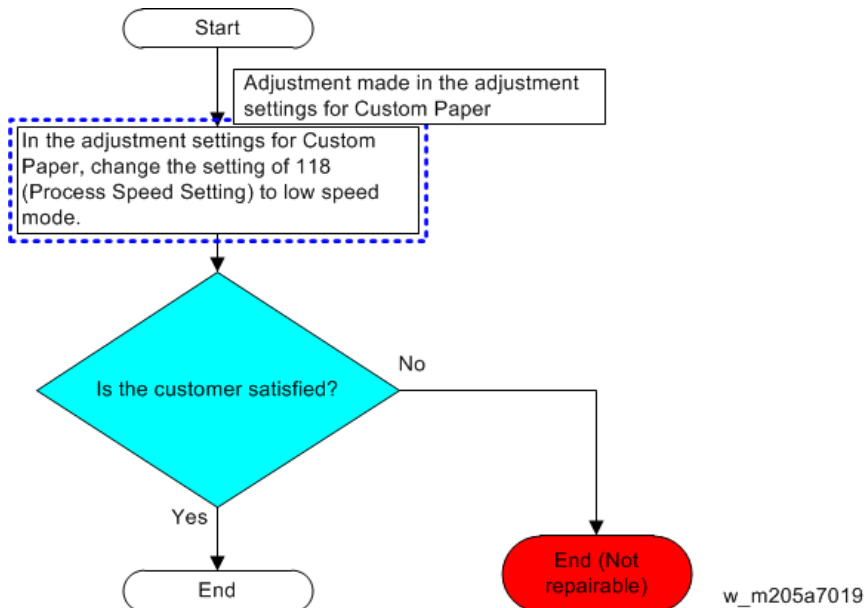 Start
Adjustment made in the adjustment
settings for Custom Paper
In the adjustment settings for Custom
Paper, change the setting of 118
(Process Speed Setting) to low speed
mode.
No
Is the customer satisfied?
Yes
End (Not
repairable)
End
w_m205a7019